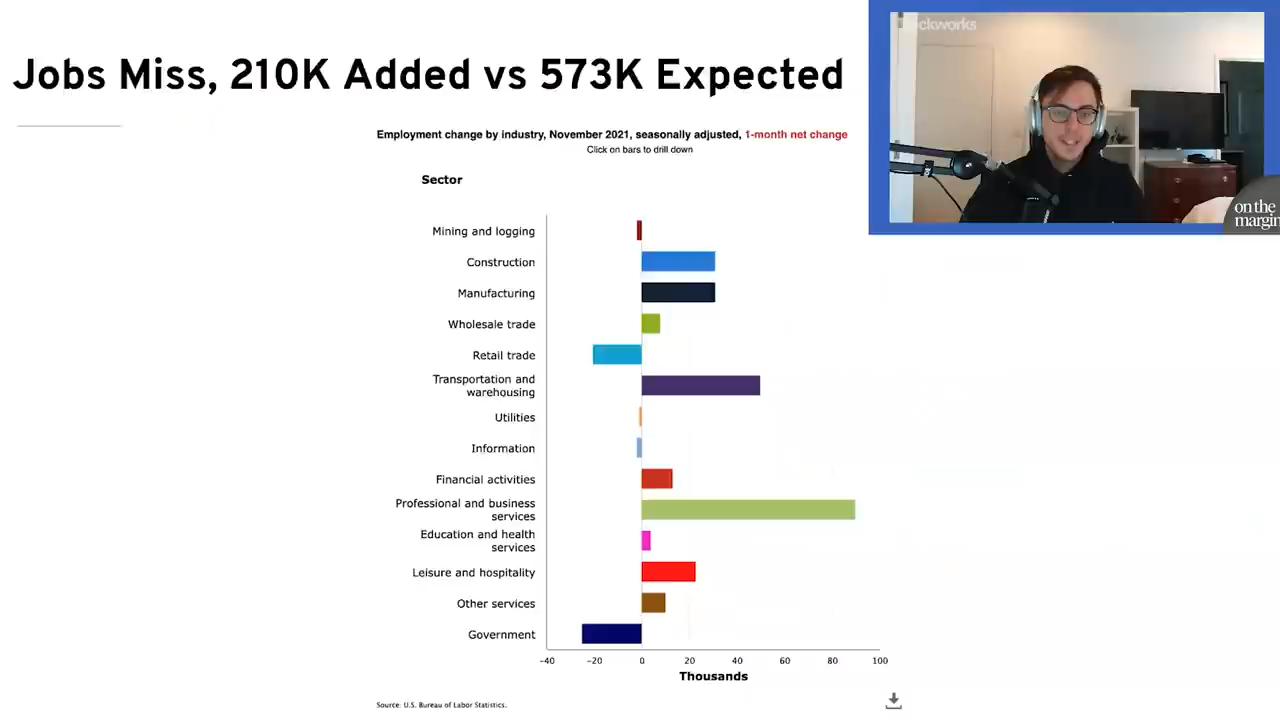 Jobs Miss, 210K Added vs 573K Expected
ckworks
on the
margin
Employment change by industry, November 2021, seasonally adjusted, 1-month net change
Click on bars to drill down
Sector
Mining and logging
Construction
Manufacturing
Wholesale trade
Retail trade
Transportation and
warehousing
Utilities
Information
Financial activities
Professional and business
services
Education and health
services
Leisure and hospitality
Other services
Government
-40 -20 0 20 40 60 80 100
Thousands
Source: U.S. Bureau of Labor Statistics.